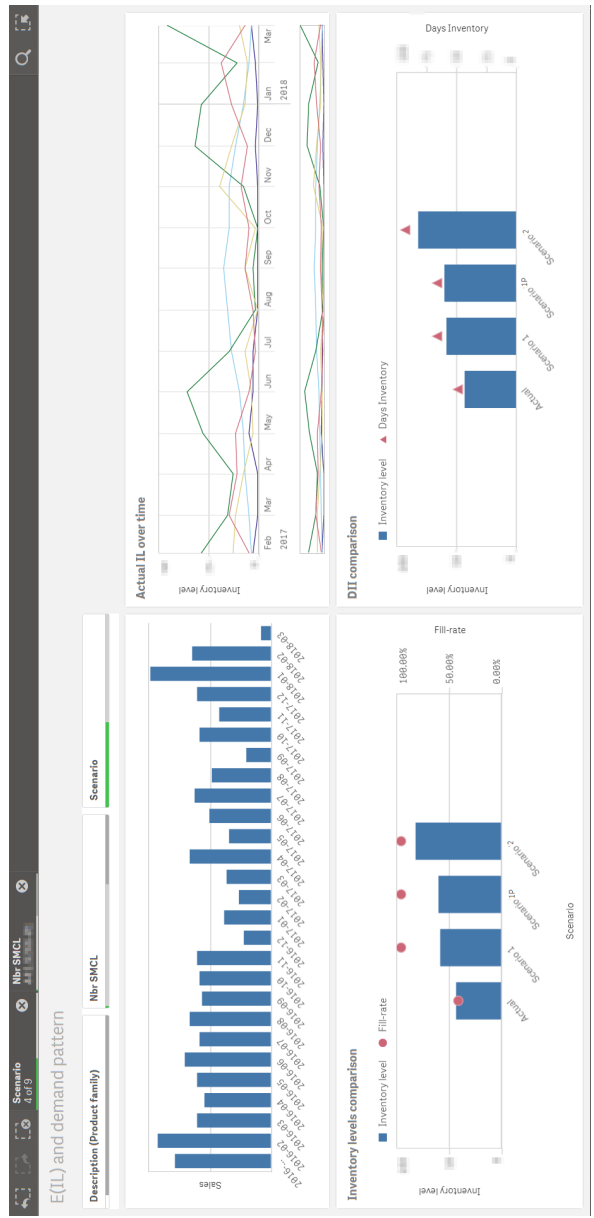 Scenario
4 of 9
Nbr SMCL
E(IL) and demand pattern
Description (Product family)
Nbr SMCL
Scenario
Sales
2016-...
2016-02
2016-03
2016-04
2016-05
2016-06
2016-07
2016-08
2016-09
2016-10
2016-11
2016-12
2017-01
2017-02
2017-03
2017-04
2017-05
2017-06
2017-07
2017-08
2017-09
2017-10
2017-11
2017-12
2018-01
2018-02
2018-03
Actual IL over time
Inventory level
Feb
Mar
Apr
May
Jun
Jul
Aug
Sep
Oct
Nov
Dec
Jan
Mar
2017
2018
Inventory levels comparison
Inventory level
Fill-rate
Inventory level
Fill-rate
100.00%
50.00%
0.00%
Actual
Scenario 1
Scenario 1P
Scenario 2
Scenario
DII comparison
Inventory level
Days Inventory
Inventory level
Days Inventory
Actual
Scenario 1
Scenario 1P
Scenario 2